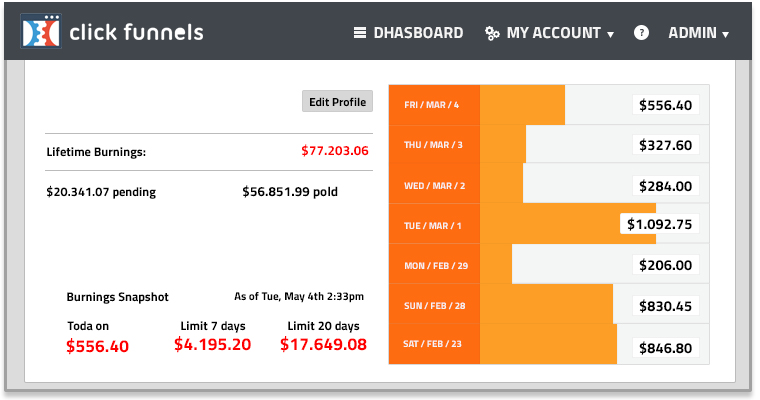 click funnels
DHASBOARD
MY ACCOUNT
?
ADMIN
Edit Profile
Lifetime Burnings: $77.203.06
$20.341.07 pending $56.851.99 pold
Burnings Snapshot As of Tue, May 4th 2:33pm
Toda on Limit 7 days Limit 20 days
$556.40 $4.195.20 $17.649.08
FRI / MAR / 4 $556.40
THU / MAR / 3 $327.60
WED / MAR / 2 $284.00
TUE / MAR / 1 $1.092.75
MON / FEB / 29 $206.00
SUN / FEB / 28 $830.45
SAT / FEB / 23 $846.80